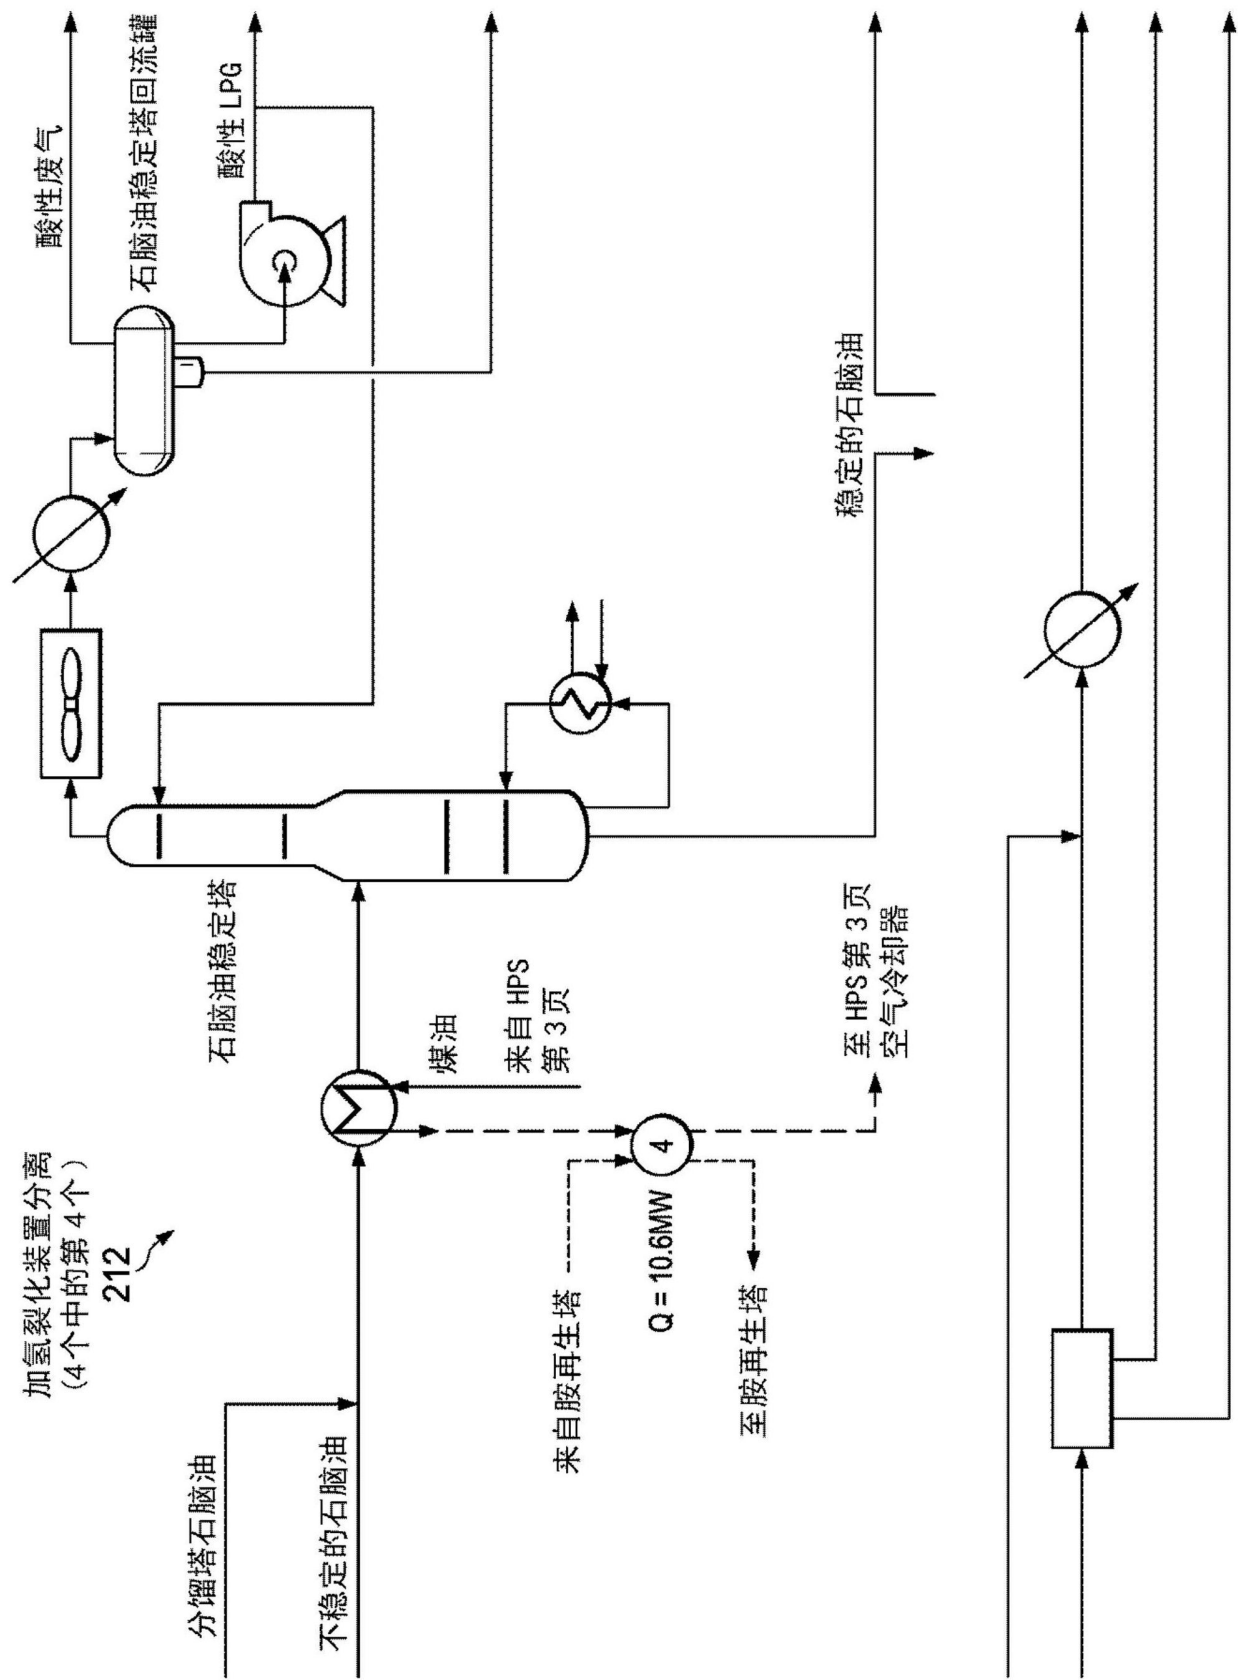 加氢裂化装置分离
(4个中的第4个)
212
分馏塔石脑油
不稳定的石脑油
石脑油稳定塔
酸性废气
石脑油稳定塔回流罐
酸性 LPG
煤油
来自 HPS
第 3 页
来自胺再生塔
4
Q = 10.6MW
至胺再生塔
至 HPS 第 3 页
空气冷却器
稳定的石脑油